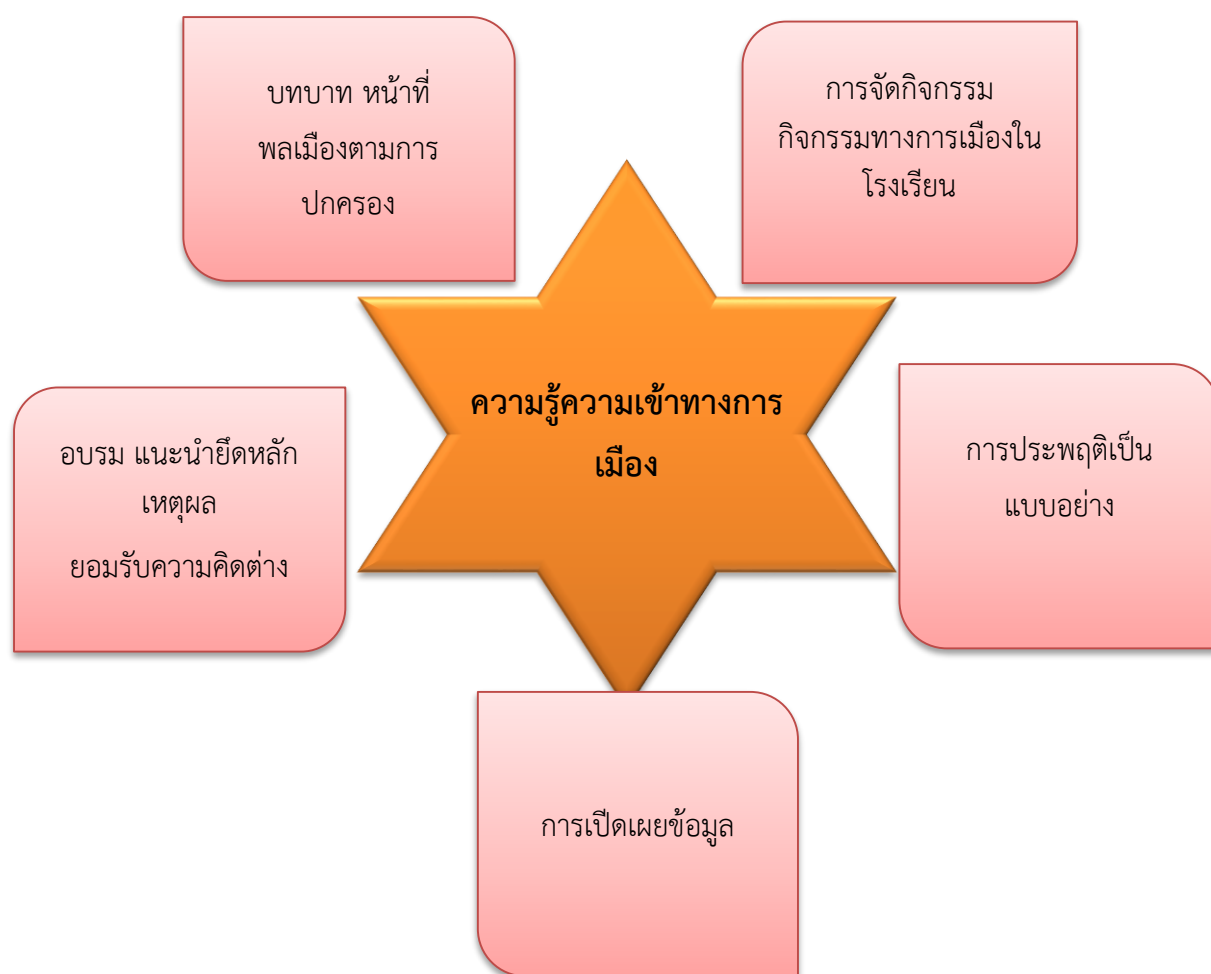 บทบาท หน้าที่
พลเมืองตามการ
ปกครอง
การจัดกิจกรรม
กิจกรรมทางการเมืองใน
โรงเรียน
ความรู้ความเข้าทางการ
เมือง
อบรม แนะนำยึดหลัก
เหตุผล
ยอมรับความคิดต่าง
การประพฤติเป็น
แบบอย่าง
การเปิดเผยข้อมูล